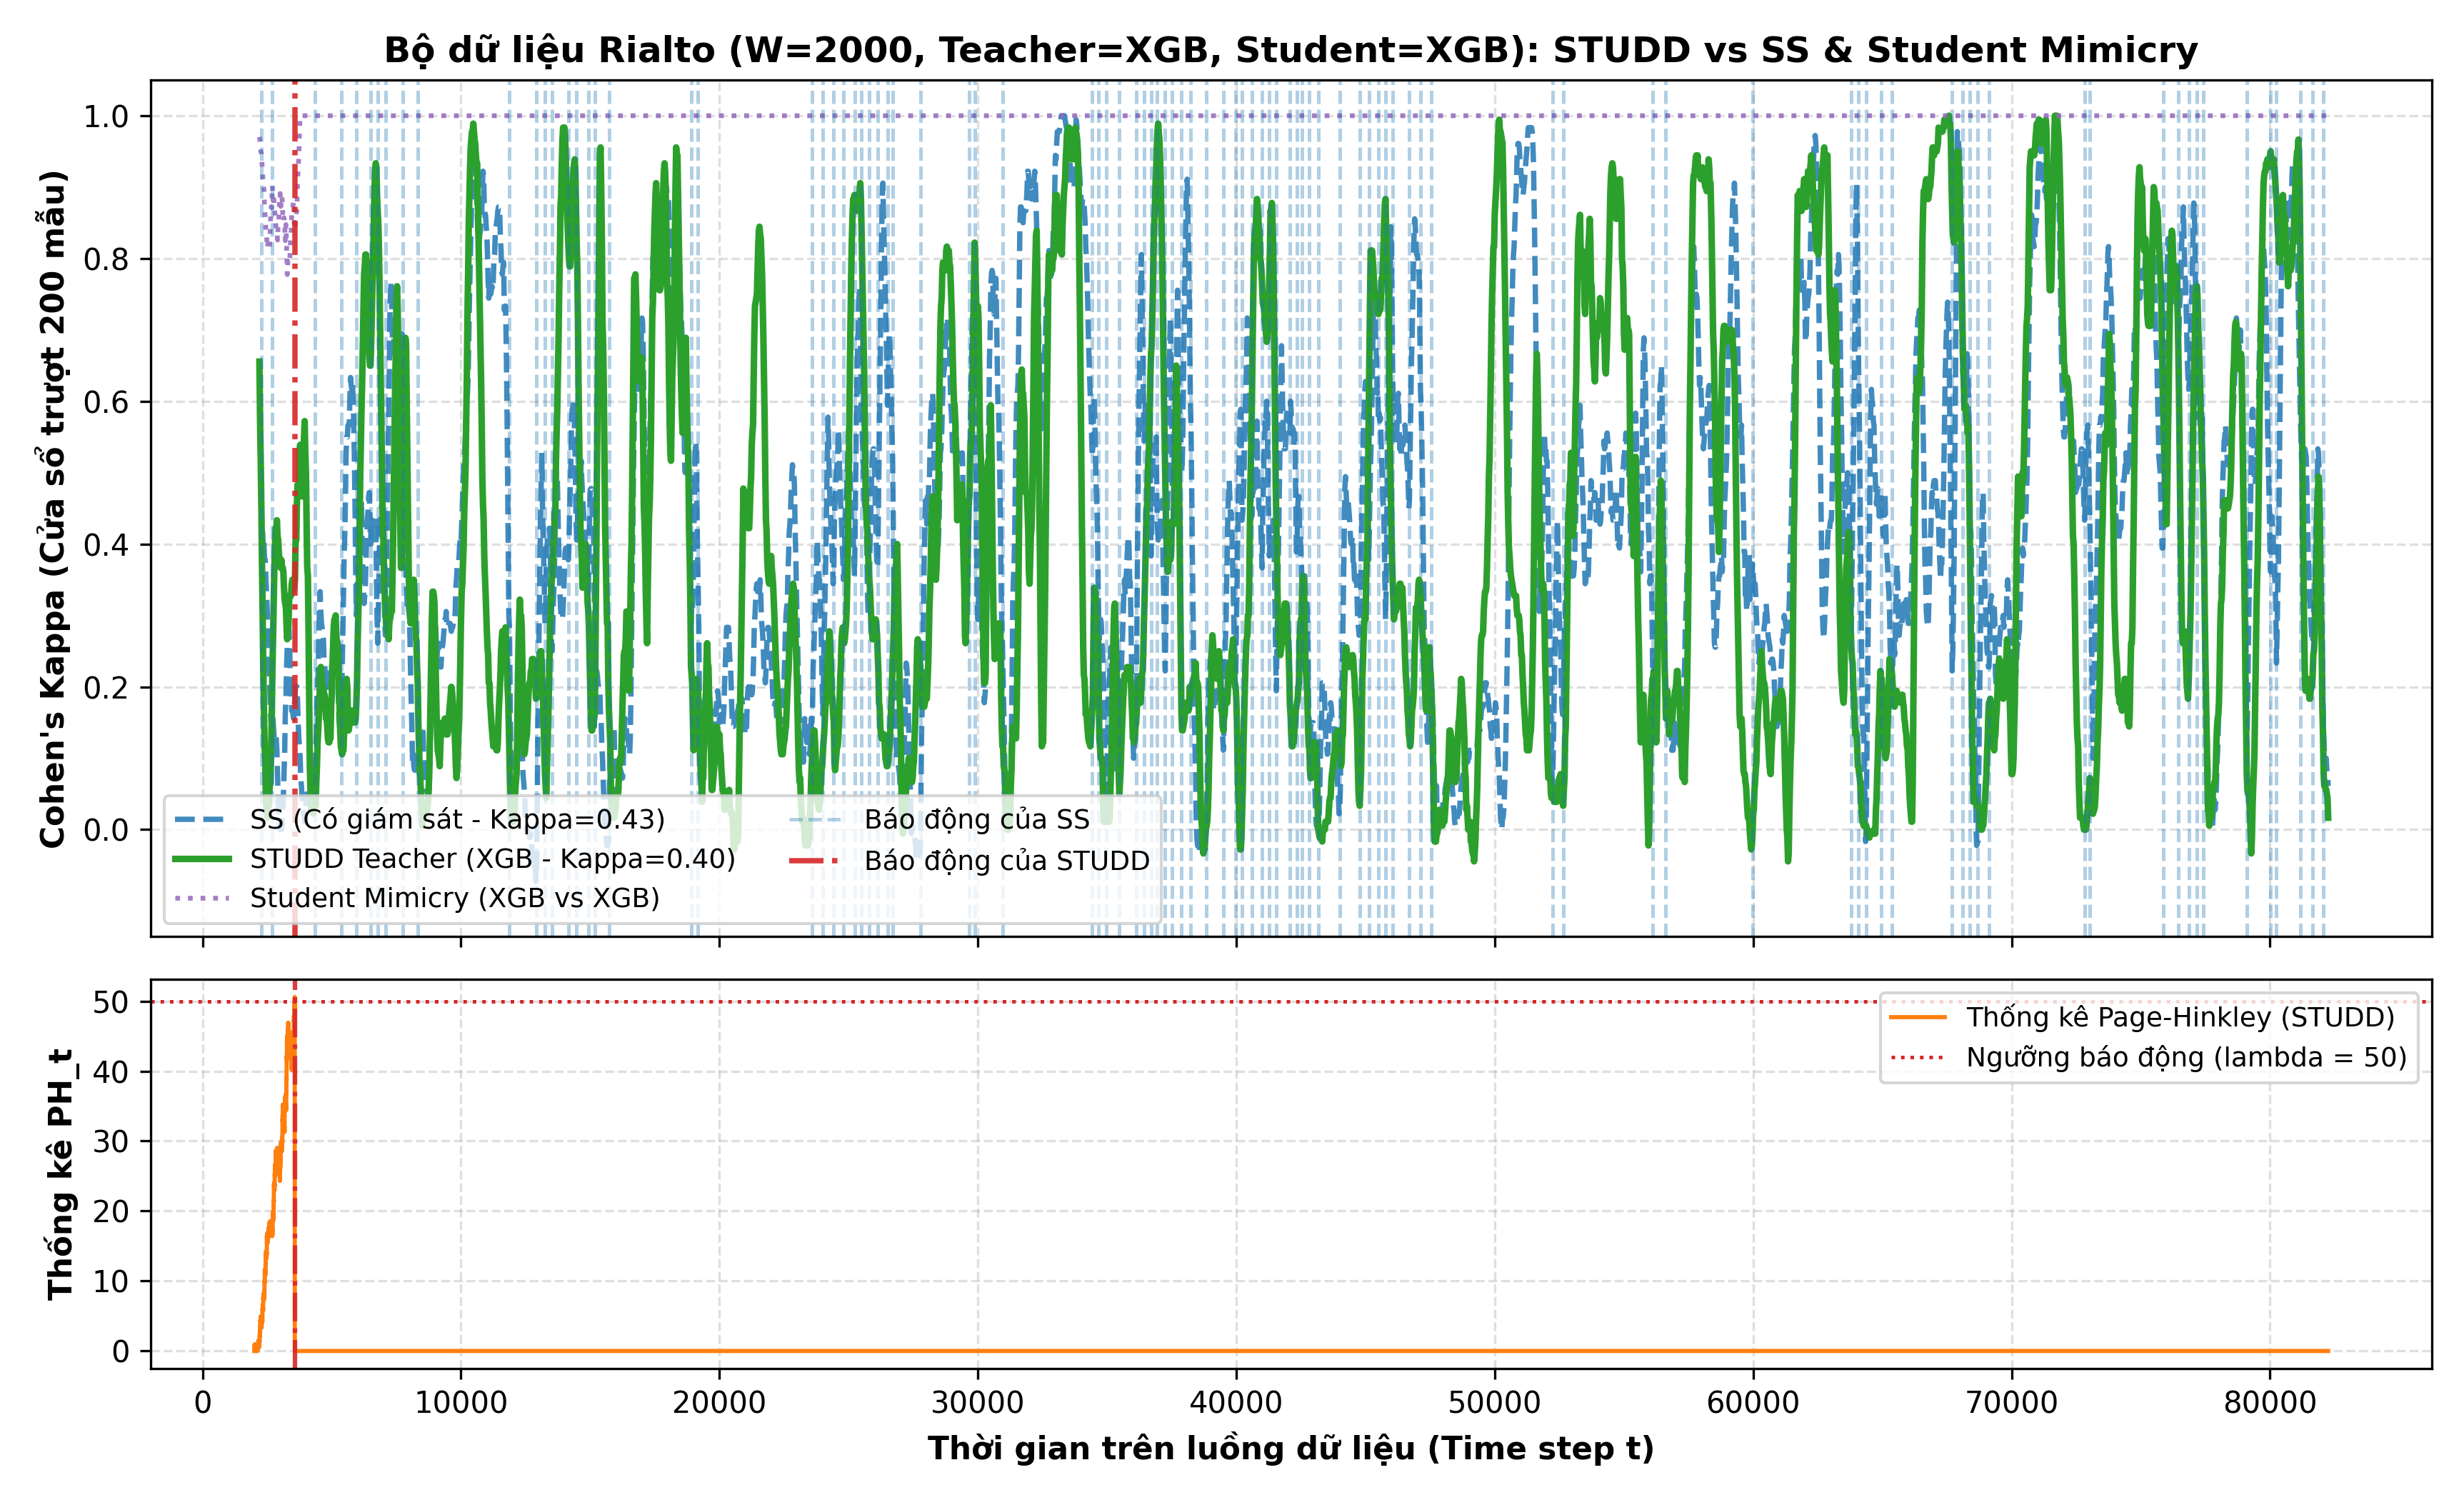 Bộ dữ liệu Rialto (W=2000, Teacher=XGB, Student=XGB): STUDD vs SS & Student Mimicry
Cohen's Kappa (Cửa sổ trượt 200 mẫu)
1.0
0.8
0.6
0.4
0.2
0.0
SS (Có giám sát - Kappa=0.43)
STUDD Teacher (XGB - Kappa=0.40)
Student Mimicry (XGB vs XGB)
Báo động của SS
Báo động của STUDD
Thống kê PH_t
50
40
30
20
10
0
Thống kê Page-Hinkley (STUDD)
Ngưỡng báo động (lambda = 50)
0 10000 20000 30000 40000 50000 60000 70000 80000
Thời gian trên luồng dữ liệu (Time step t)